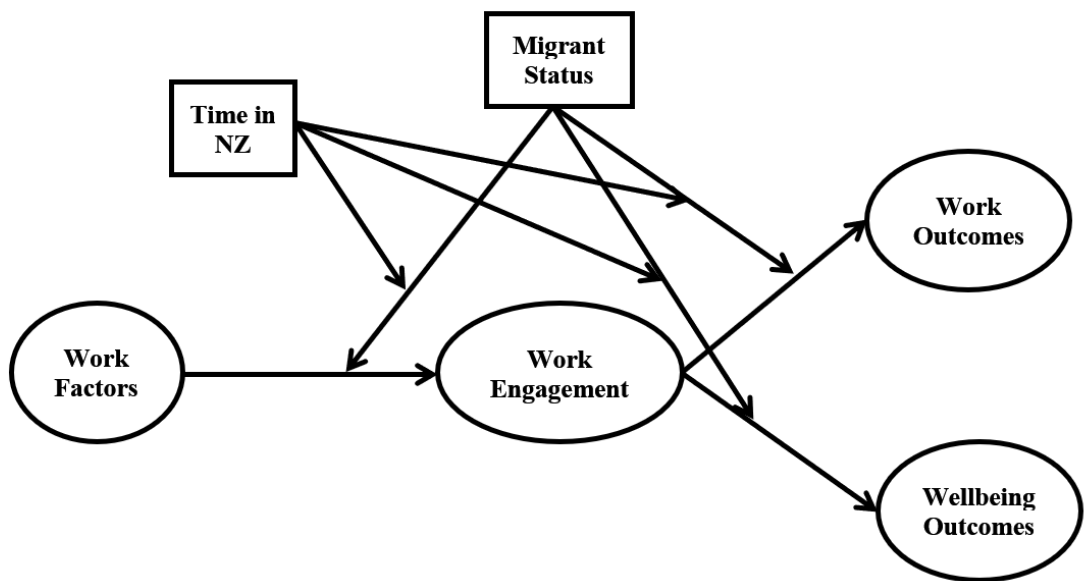 Migrant
Status
Time in
NZ
Work
Outcomes
Work
Factors
Work
Engagement
Wellbeing
Outcomes